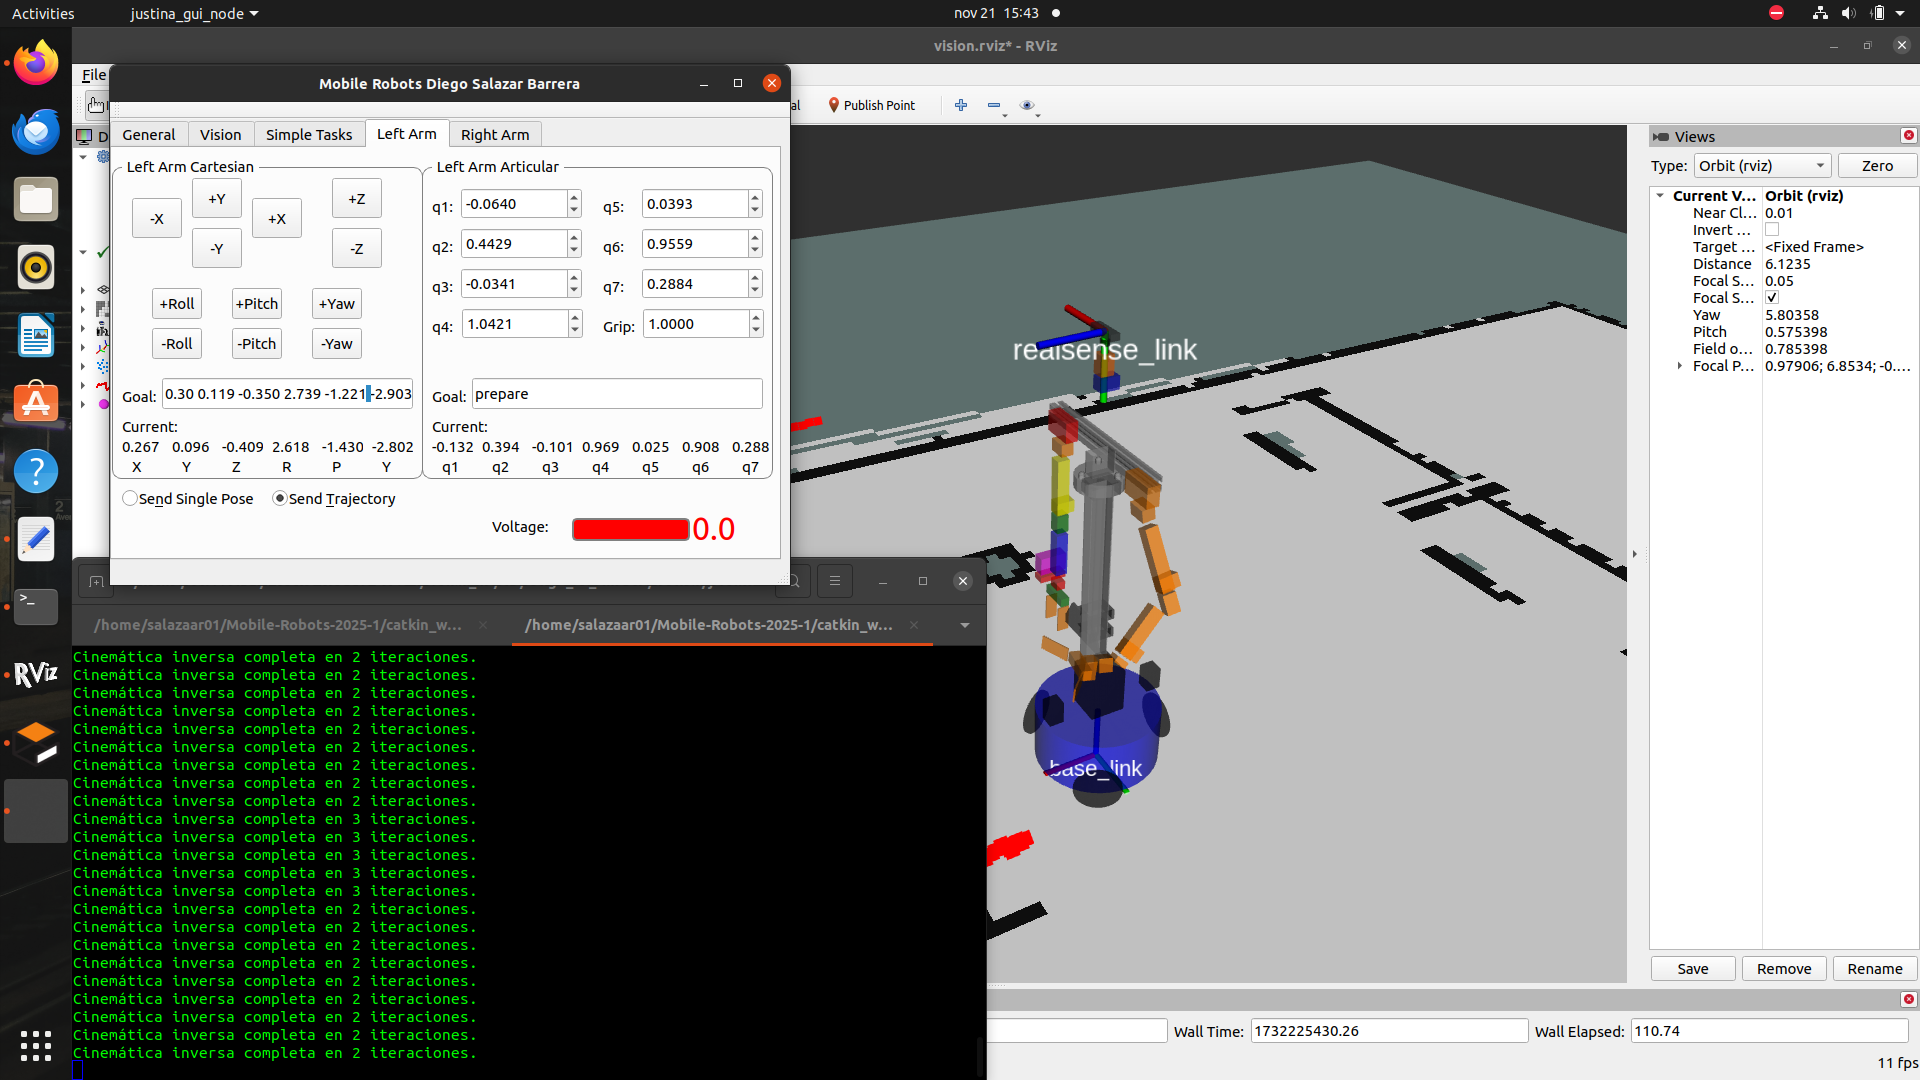 Activities
justina_gui_node
nov 21 15:43
vision.rviz* - RViz
File
Mobile Robots Diego Salazar Barrera
Publish Point
General
Vision
Simple Tasks
Left Arm
Right Arm
Left Arm Cartesian
-X
+Y
+X
-Y
+Z
-Z
+Roll
+Pitch
+Yaw
-Roll
-Pitch
-Yaw
Goal: 0.30 0.119 -0.350 2.739 -1.221 -2.903
Current:
0.267 0.096 -0.409 2.618 -1.430 -2.802
X Y Z R P Y
Left Arm Articular
q1: -0.0640
q5: 0.0393
q2: 0.4429
q6: 0.9559
q3: -0.0341
q7: 0.2884
q4: 1.0421
Grip: 1.0000
Goal: prepare
Current:
-0.132 0.394 -0.101 0.969 0.025 0.908 0.288
q1 q2 q3 q4 q5 q6 q7
Send Single Pose
Send Trajectory
Voltage: 0.0
/home/salazaar01/Mobile-Robots-2025-1/catkin_w...
/home/salazaar01/Mobile-Robots-2025-1/catkin_w...
Cinemática inversa completa en 2 iteraciones.
Cinemática inversa completa en 2 iteraciones.
Cinemática inversa completa en 2 iteraciones.
Cinemática inversa completa en 2 iteraciones.
Cinemática inversa completa en 2 iteraciones.
Cinemática inversa completa en 2 iteraciones.
Cinemática inversa completa en 2 iteraciones.
Cinemática inversa completa en 2 iteraciones.
Cinemática inversa completa en 2 iteraciones.
Cinemática inversa completa en 3 iteraciones.
Cinemática inversa completa en 3 iteraciones.
Cinemática inversa completa en 3 iteraciones.
Cinemática inversa completa en 3 iteraciones.
Cinemática inversa completa en 3 iteraciones.
Cinemática inversa completa en 2 iteraciones.
Cinemática inversa completa en 2 iteraciones.
Cinemática inversa completa en 2 iteraciones.
Cinemática inversa completa en 2 iteraciones.
Cinemática inversa completa en 2 iteraciones.
Cinemática inversa completa en 2 iteraciones.
Cinemática inversa completa en 2 iteraciones.
Cinemática inversa completa en 2 iteraciones.
Cinemática inversa completa en 2 iteraciones.
realsense_link
base_link
RViz
Views
Type: Orbit (rviz)
Zero
Current V... Orbit (rviz)
Near Cl... 0.01
Invert ...
Target ... <Fixed Frame>
Distance 6.1235
Focal S... 0.05
Focal S...
Yaw 5.80358
Pitch 0.575398
Field o... 0.785398
Focal P... 0.97906; 6.8534; -0....
Save
Remove
Rename
Wall Time: 1732225430.26
Wall Elapsed: 110.74
11 fps